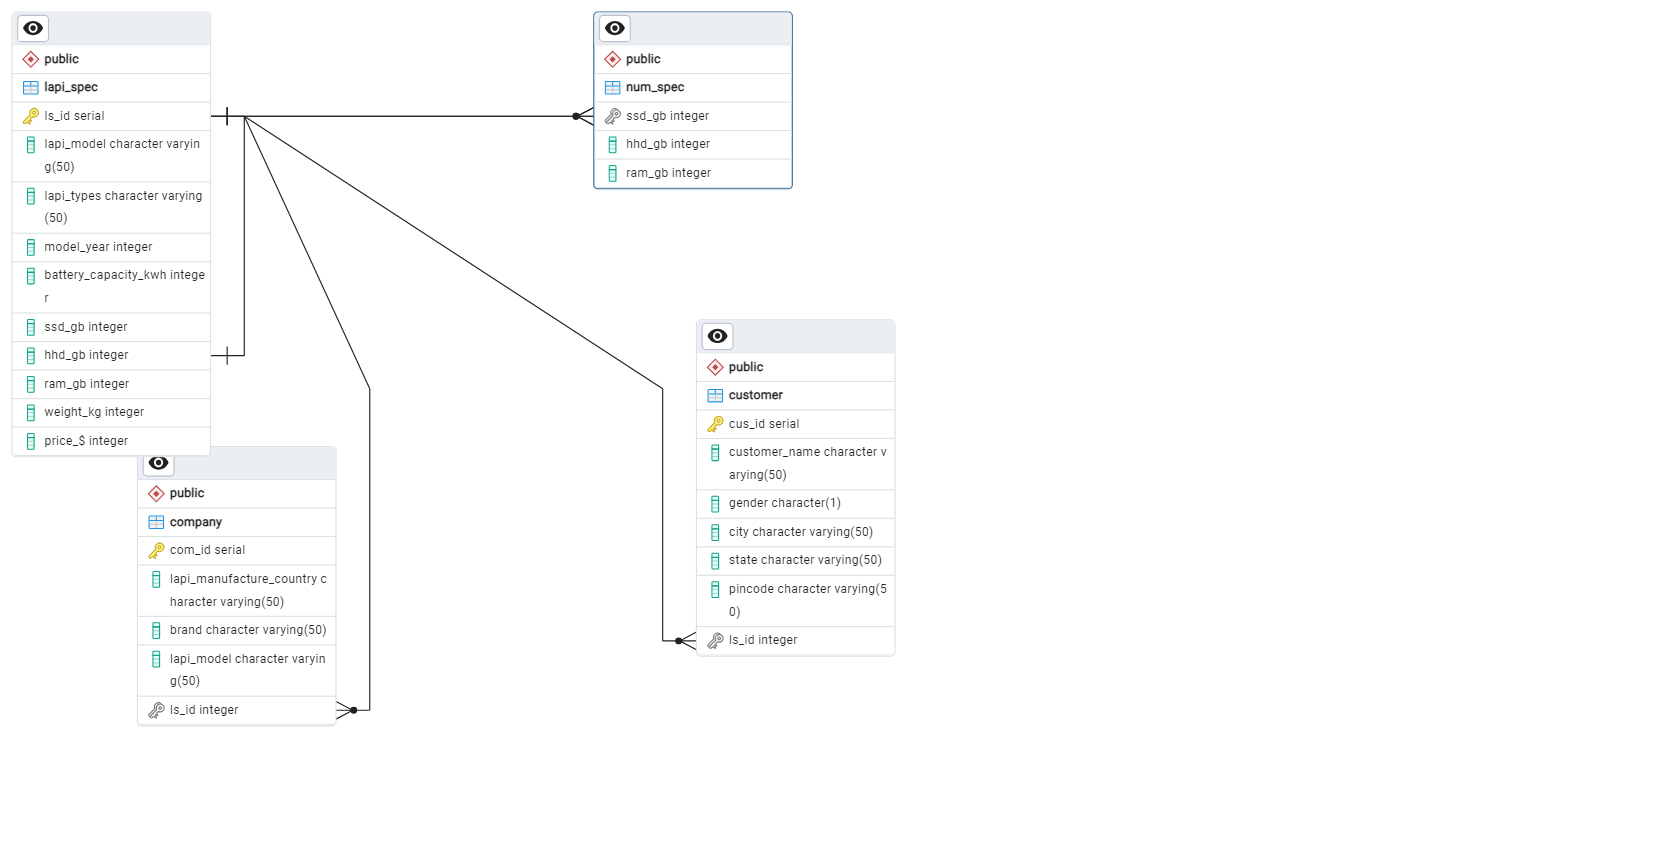 public
lapi_spec
ls_id serial
lapi_model character varyin
g(50)
lapi_types character varying
(50)
model_year integer
battery_capacity_kwh intege
r
ssd_gb integer
hhd_gb integer
ram_gb integer
weight_kg integer
price_$ integer
public
num_spec
ssd_gb integer
hhd_gb integer
ram_gb integer
public
customer
cus_id serial
customer_name character v
arying(50)
gender character(1)
city character varying(50)
state character varying(50)
pincode character varying(5
0)
ls_id integer
public
company
com_id serial
lapi_manufacture_country c
haracter varying(50)
brand character varying(50)
lapi_model character varyin
g(50)
ls_id integer